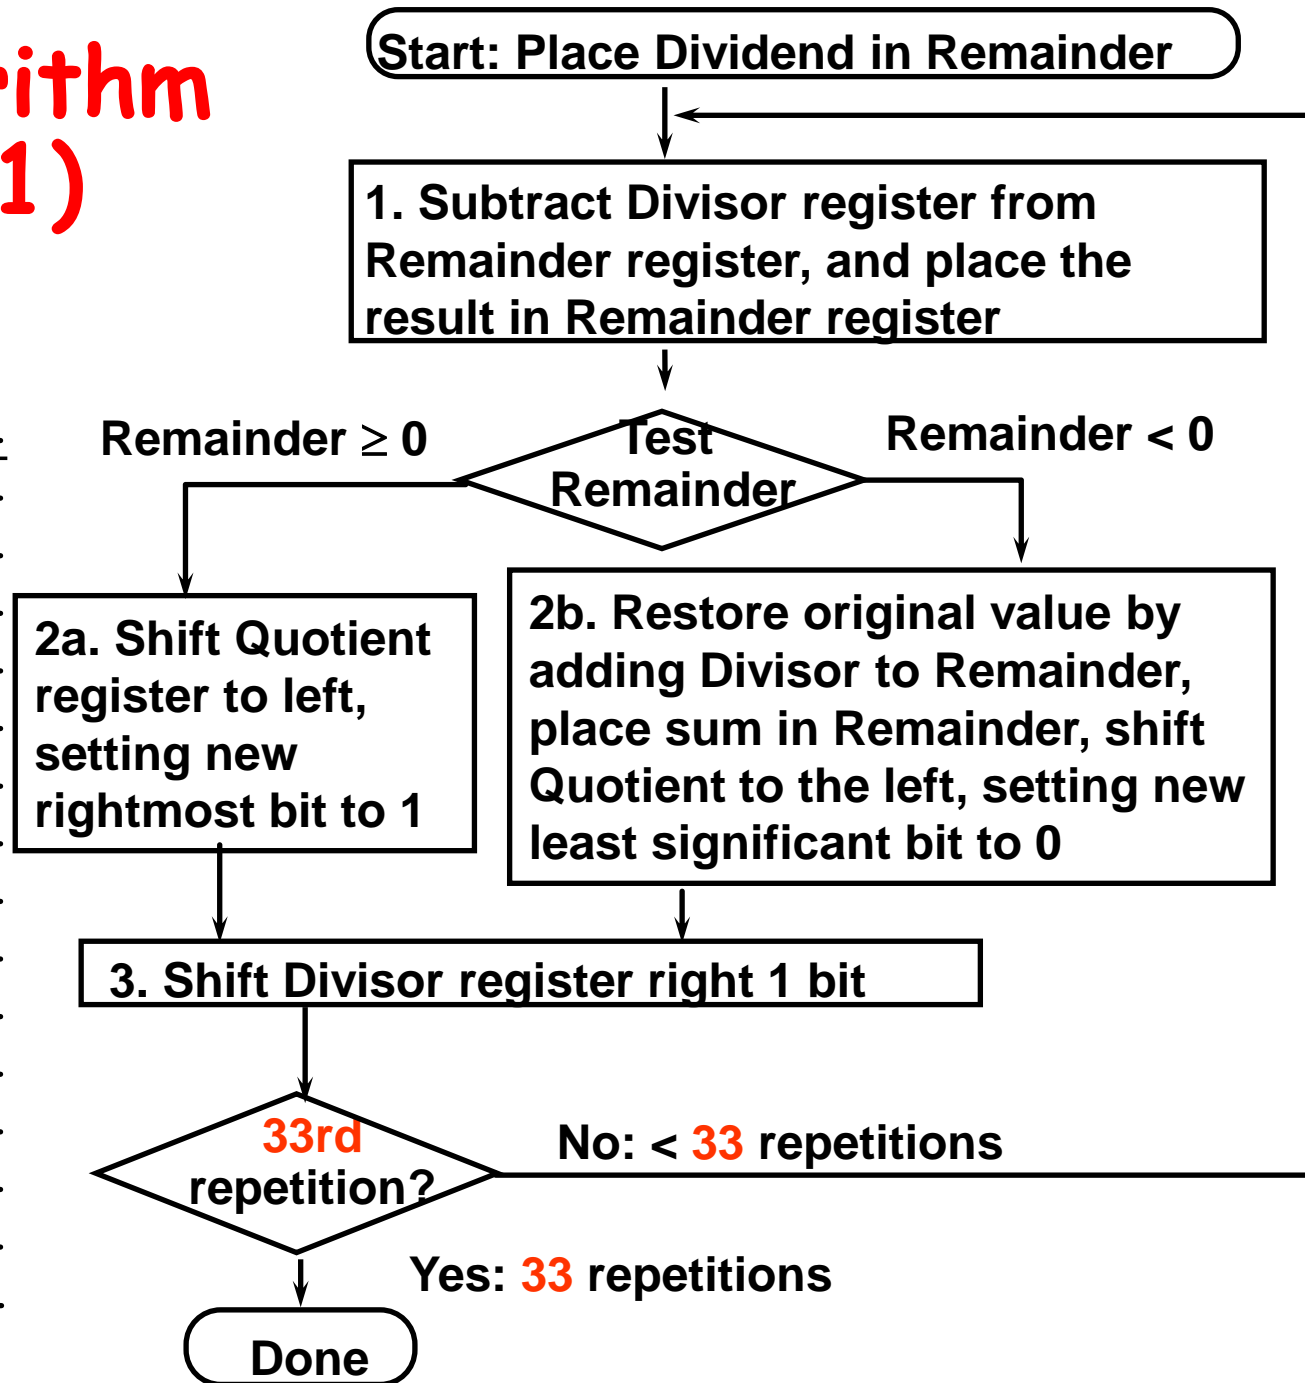 rithm
1)
Start: Place Dividend in Remainder
1. Subtract Divisor register from
Remainder register, and place the
result in Remainder register
Remainder ≥ 0
Test
Remainder
Remainder < 0
2a. Shift Quotient
register to left,
setting new
rightmost bit to 1
2b. Restore original value by
adding Divisor to Remainder,
place sum in Remainder, shift
Quotient to the left, setting new
least significant bit to 0
3. Shift Divisor register right 1 bit
33rd
repetition?
No: < 33 repetitions
Yes: 33 repetitions
Done